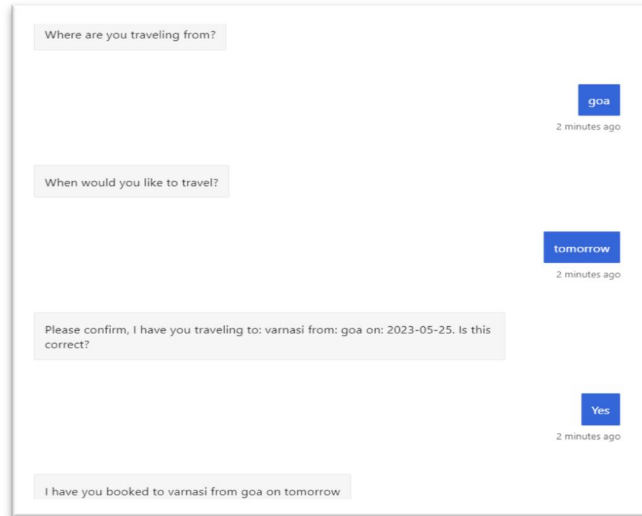 Where are you traveling from?
goa
2 minutes ago
When would you like to travel?
tomorrow
2 minutes ago
Please confirm, I have you traveling to: varnasi from: goa on: 2023-05-25. Is this
correct?
Yes
2 minutes ago
I have you booked to varnasi from goa on tomorrow